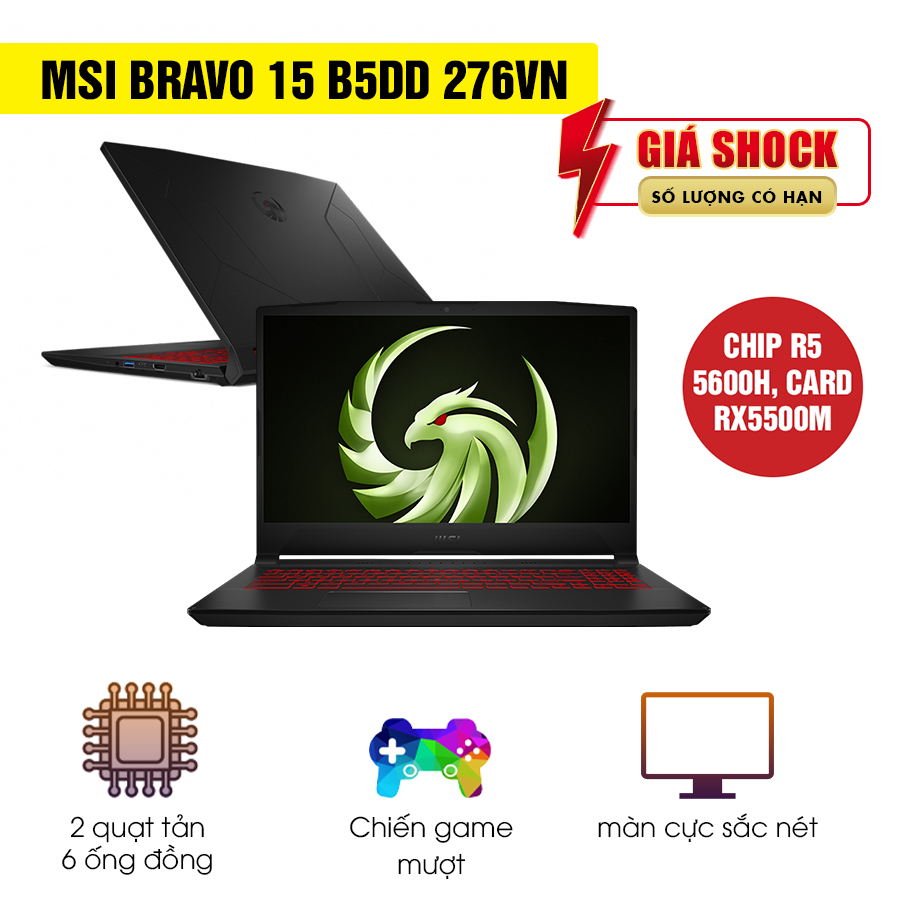 MSI BRAVO 15 B5DD 276VN
GIÁ SHOCK
SỐ LƯỢNG CÓ HẠN
CHIP R5
5600H, CARD
RX5500M
msi
2 quạt tản
6 ống đồng
Chiến game
mượt
màn cực sắc nét